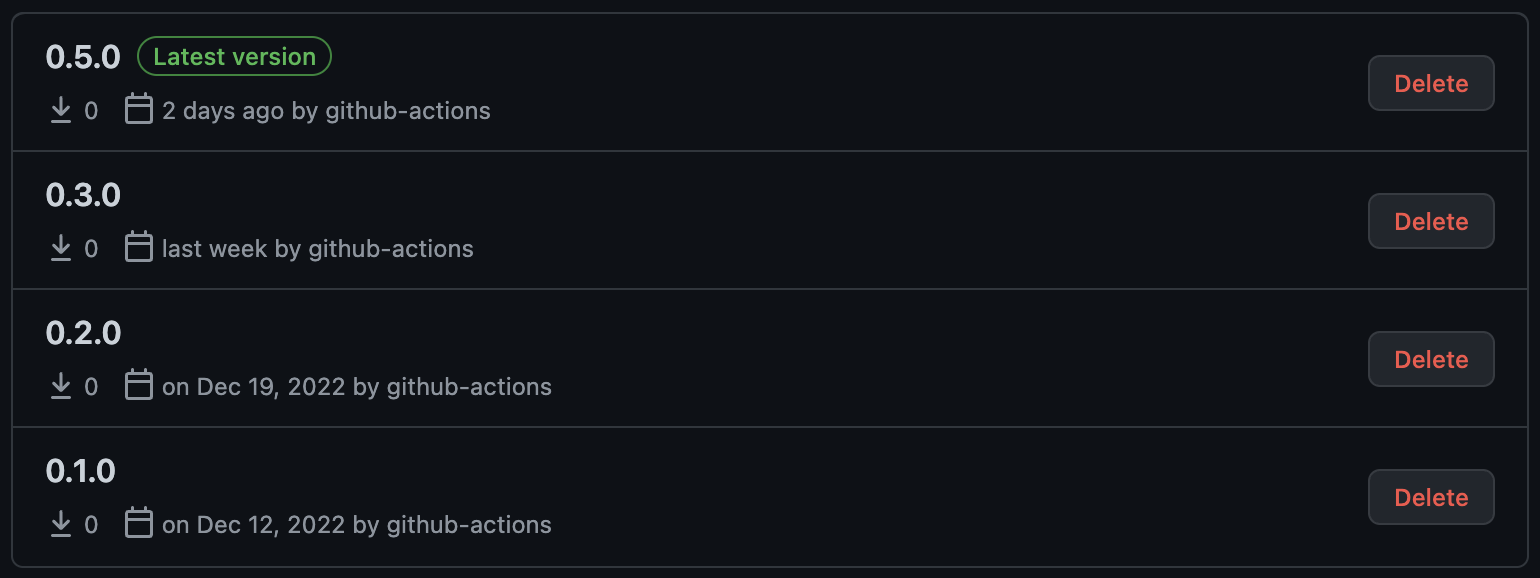 0.5.0 Latest version
0 2 days ago by github-actions
Delete
0.3.0
0 last week by github-actions
Delete
0.2.0
0 on Dec 19, 2022 by github-actions
Delete
0.1.0
0 on Dec 12, 2022 by github-actions
Delete